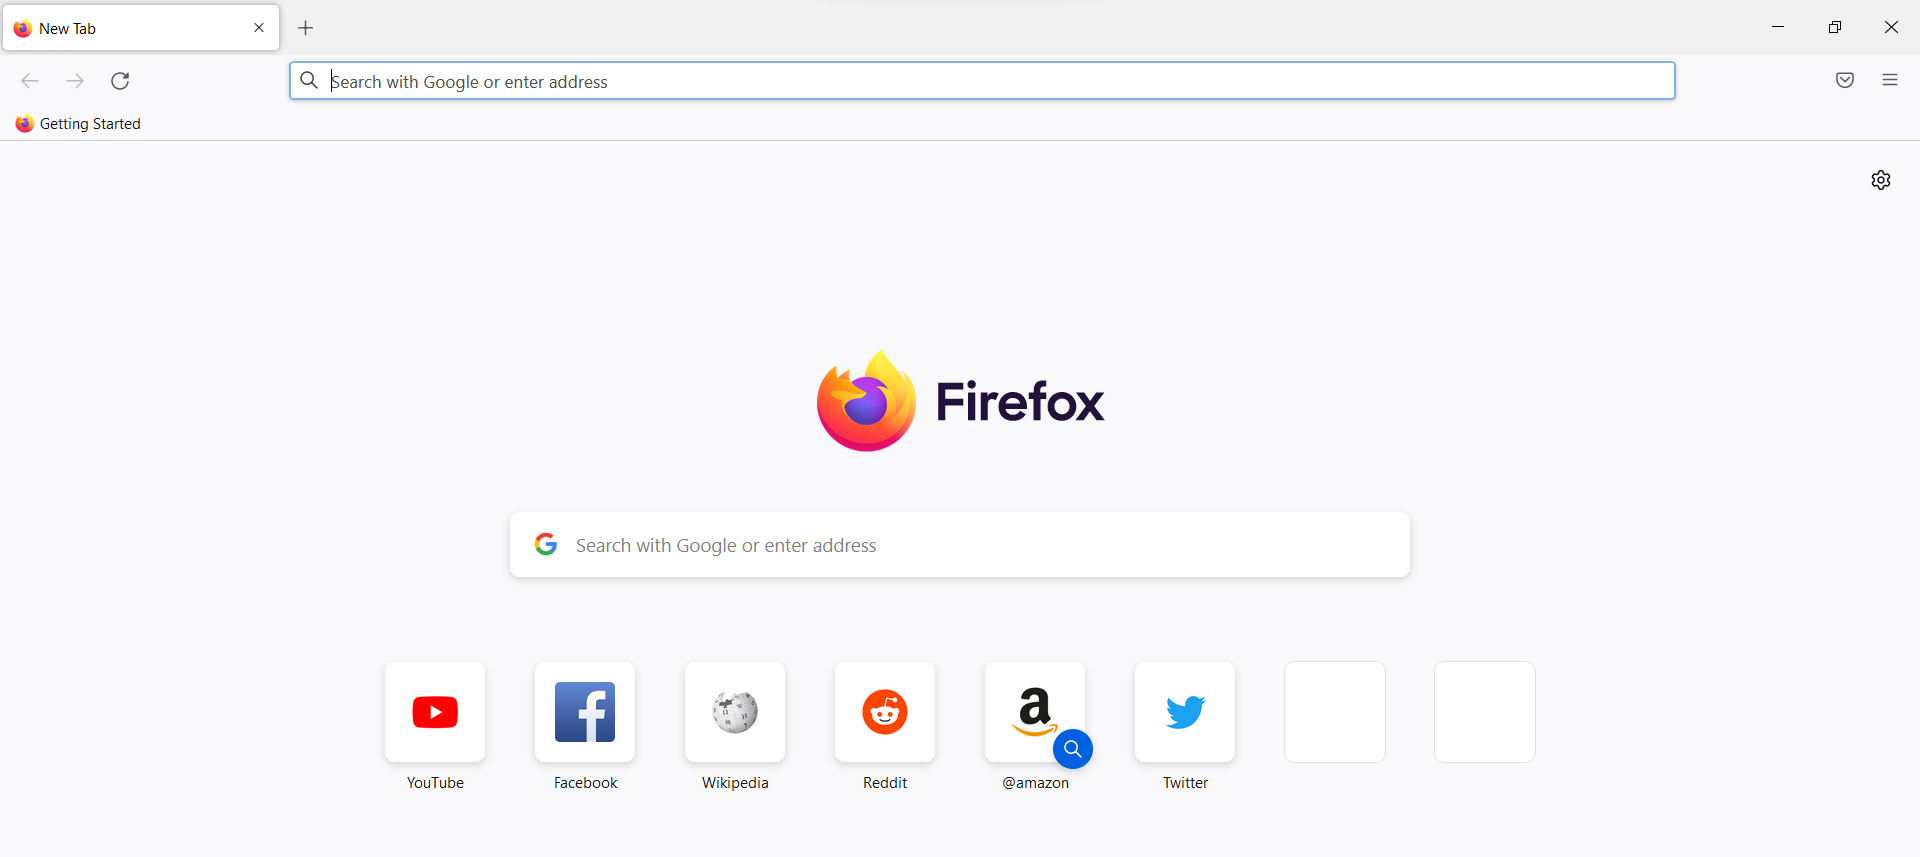 New Tab
Search with Google or enter address
Getting Started
Firefox
Search with Google or enter address
YouTube
Facebook
Wikipedia
Reddit
@amazon
Twitter